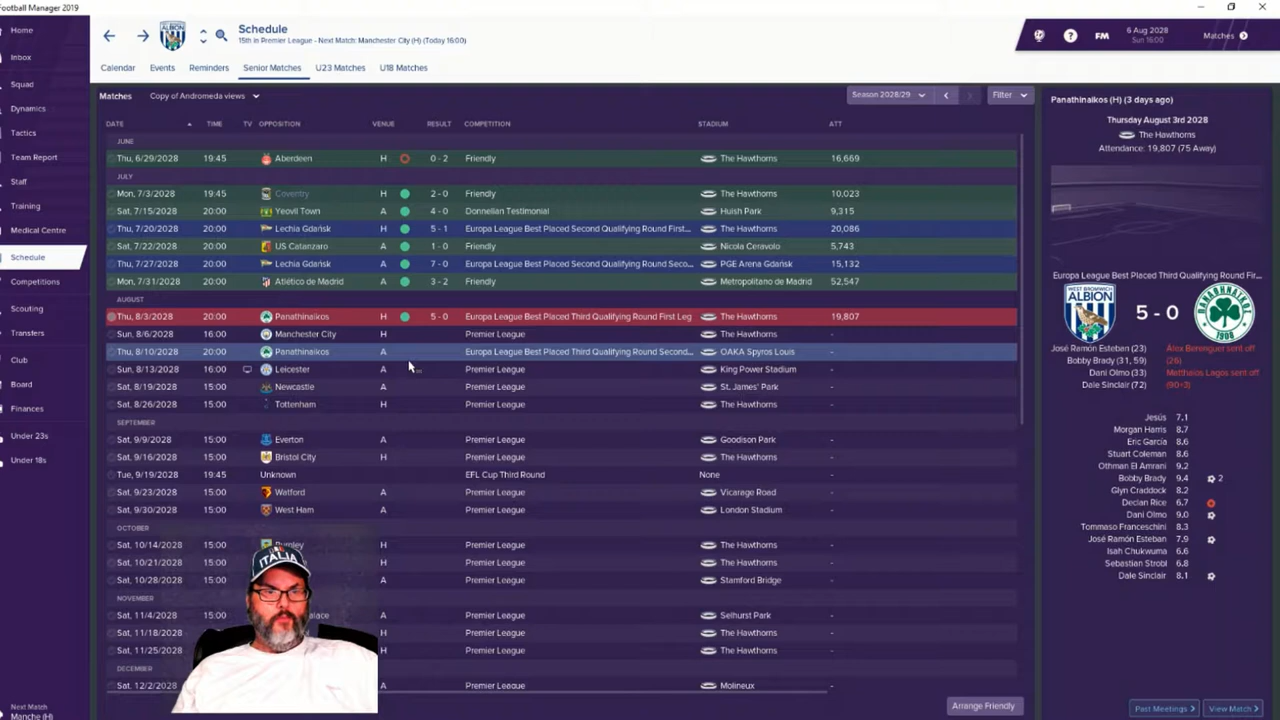 Football Manager 2019
Schedule
15th in Premier League - Next Match: Manchester City (H) (Today 16:00)
FM
6 Aug 2028
Sun 16:00
Matches
Home
Inbox
Squad
Dynamics
Tactics
Team Report
Staff
Training
Medical Centre
Schedule
Competitions
Scouting
Transfers
Club
Board
Finances
Under 23s
Under 18s
Next Match
Manche (H)
Calendar Events Reminders Senior Matches U23 Matches U18 Matches
Matches Copy of Andromeda views Season 2028/29 Filter
DATE TIME TV OPPOSITION VENUE RESULT COMPETITION STADIUM ATT
JUNE
Thu, 6/29/2028 19:45 Aberdeen H 0 - 2 Friendly The Hawthorns 16,669
JULY
Mon, 7/3/2028 19:45 Coventry H 2 - 0 Friendly The Hawthorns 10,023
Sat, 7/15/2028 20:00 Yeovil Town A 4 - 0 Donnellan Testimonial Huish Park 9,315
Thu, 7/20/2028 20:00 Lechia Gdańsk H 5 - 1 Europa League Best Placed Second Qualifying Round First... The Hawthorns 20,086
Sat, 7/22/2028 20:00 US Catanzaro A 1 - 0 Friendly Nicola Ceravolo 5,743
Thu, 7/27/2028 20:00 Lechia Gdańsk A 7 - 0 Europa League Best Placed Second Qualifying Round Seco... PGE Arena Gdańsk 15,132
Mon, 7/31/2028 20:00 Atlético de Madrid A 3 - 2 Friendly Metropolitano de Madrid 52,547
AUGUST
Thu, 8/3/2028 20:00 Panathinaikos H 5 - 0 Europa League Best Placed Third Qualifying Round First Leg The Hawthorns 19,807
Sun, 8/6/2028 16:00 Manchester City H Premier League The Hawthorns -
Thu, 8/10/2028 20:00 Panathinaikos A Europa League Best Placed Third Qualifying Round Second... OAKA Spyros Louis -
Sun, 8/13/2028 16:00 Leicester A Premier League King Power Stadium -
Sat, 8/19/2028 15:00 Newcastle A Premier League St. James' Park -
Sat, 8/26/2028 15:00 Tottenham H Premier League The Hawthorns -
SEPTEMBER
Sat, 9/9/2028 15:00 Everton A Premier League Goodison Park -
Sat, 9/16/2028 15:00 Bristol City H Premier League The Hawthorns -
Tue, 9/19/2028 19:45 Unknown EFL Cup Third Round None
Sat, 9/23/2028 15:00 Watford A Premier League Vicarage Road -
Sat, 9/30/2028 15:00 West Ham A Premier League London Stadium -
OCTOBER
Sat, 10/14/2028 15:00 Burnley H Premier League The Hawthorns -
Sat, 10/21/2028 15:00 H Premier League The Hawthorns -
Sat, 10/28/2028 15:00 A Premier League Stamford Bridge -
NOVEMBER
Sat, 11/4/2028 15:00 alace A Premier League Selhurst Park -
Sat, 11/18/2028 H Premier League The Hawthorns -
Sat, 11/25/2028 H Premier League The Hawthorns -
DECEMBER
Sat, 12/2/2028 A Premier League Molineux -
Arrange Friendly
ITALIA
Panathinaikos (H) (3 days ago)
Thursday August 3rd 2028
The Hawthorns
Attendance: 19,807 (75 Away)
Europa League Best Placed Third Qualifying Round Fir...
WEST BROMWICH
ALBION
5 - 0
José Ramón Esteban (23)
Bobby Brady (31, 59)
Dani Olmo (33)
Dale Sinclair (72)
Alex Berenguer sent off
(26)
Matthaios Lagos sent off
(90+3)
Jesús 7.1
Morgan Harris 8.7
Eric García 8.6
Stuart Coleman 8.6
Othman El Amrani 9.2
Bobby Brady 9.4 2
Glyn Craddock 8.2
Declan Rice 6.7
Dani Olmo 9.0
Tommaso Franceschini 8.3
José Ramón Esteban 7.9
Isah Chukwuma 6.6
Sebastian Strobl 6.8
Dale Sinclair 8.1
Past Meetings
View Match